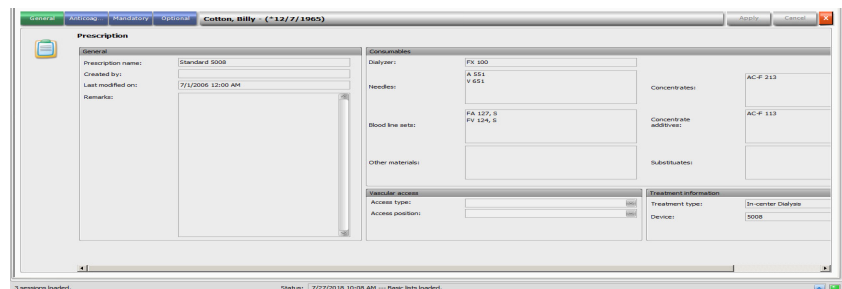 General Anticoag... Mandatory Optional Cotton, Billy - (*12/7/1965) Apply Cancel
Prescription
General
Prescription name: Standard 5008
Created by:
Last modified on: 7/1/2006 12:00 AM
Remarks:
Consumables
Dialyzer: FX 100
Needles: A 551
V 651
Concentrates: AC-F 213
Blood line sets: FA 127, S
FV 124, S
Concentrate
additives: AC-F 113
Other materials:
Substituates:
Vascular access
Access type:
Access position:
Treatment information
Treatment type: In-center Dialysis
Device: 5008
3 sessions loaded. Status: 7/27/2018 10:08 AM --- Basic lists loaded.